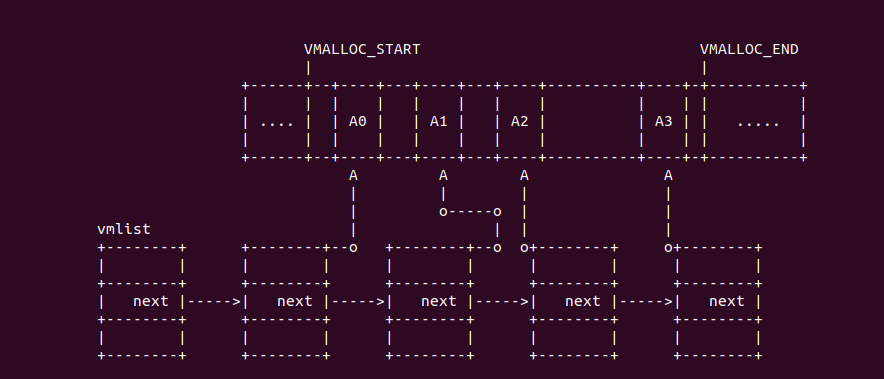 VMALLOC_START VMALLOC_END
.... A0 A1 A2 A3 .....
A A A A
vmlist
next next next next next